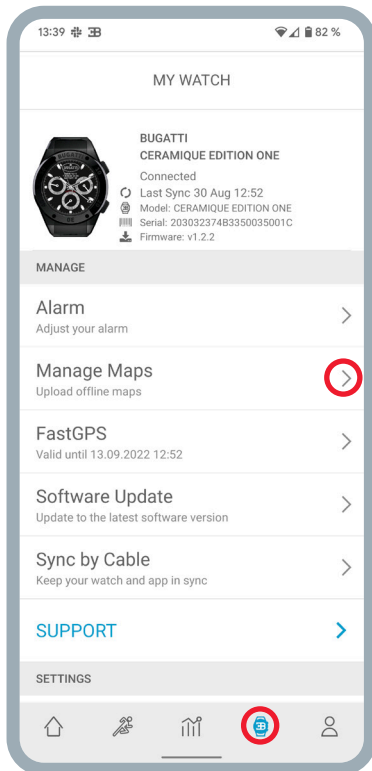 13:39 82 %
MY WATCH
BUGATTI
CERAMIQUE EDITION ONE
Connected
Last Sync 30 Aug 12:52
Model: CERAMIQUE EDITION ONE
Serial: 203032374B3350035001C
Firmware: v1.2.2
MANAGE
Alarm
Adjust your alarm
Manage Maps
Upload offline maps
FastGPS
Valid until 13.09.2022 12:52
Software Update
Update to the latest software version
Sync by Cable
Keep your watch and app in sync
SUPPORT
SETTINGS